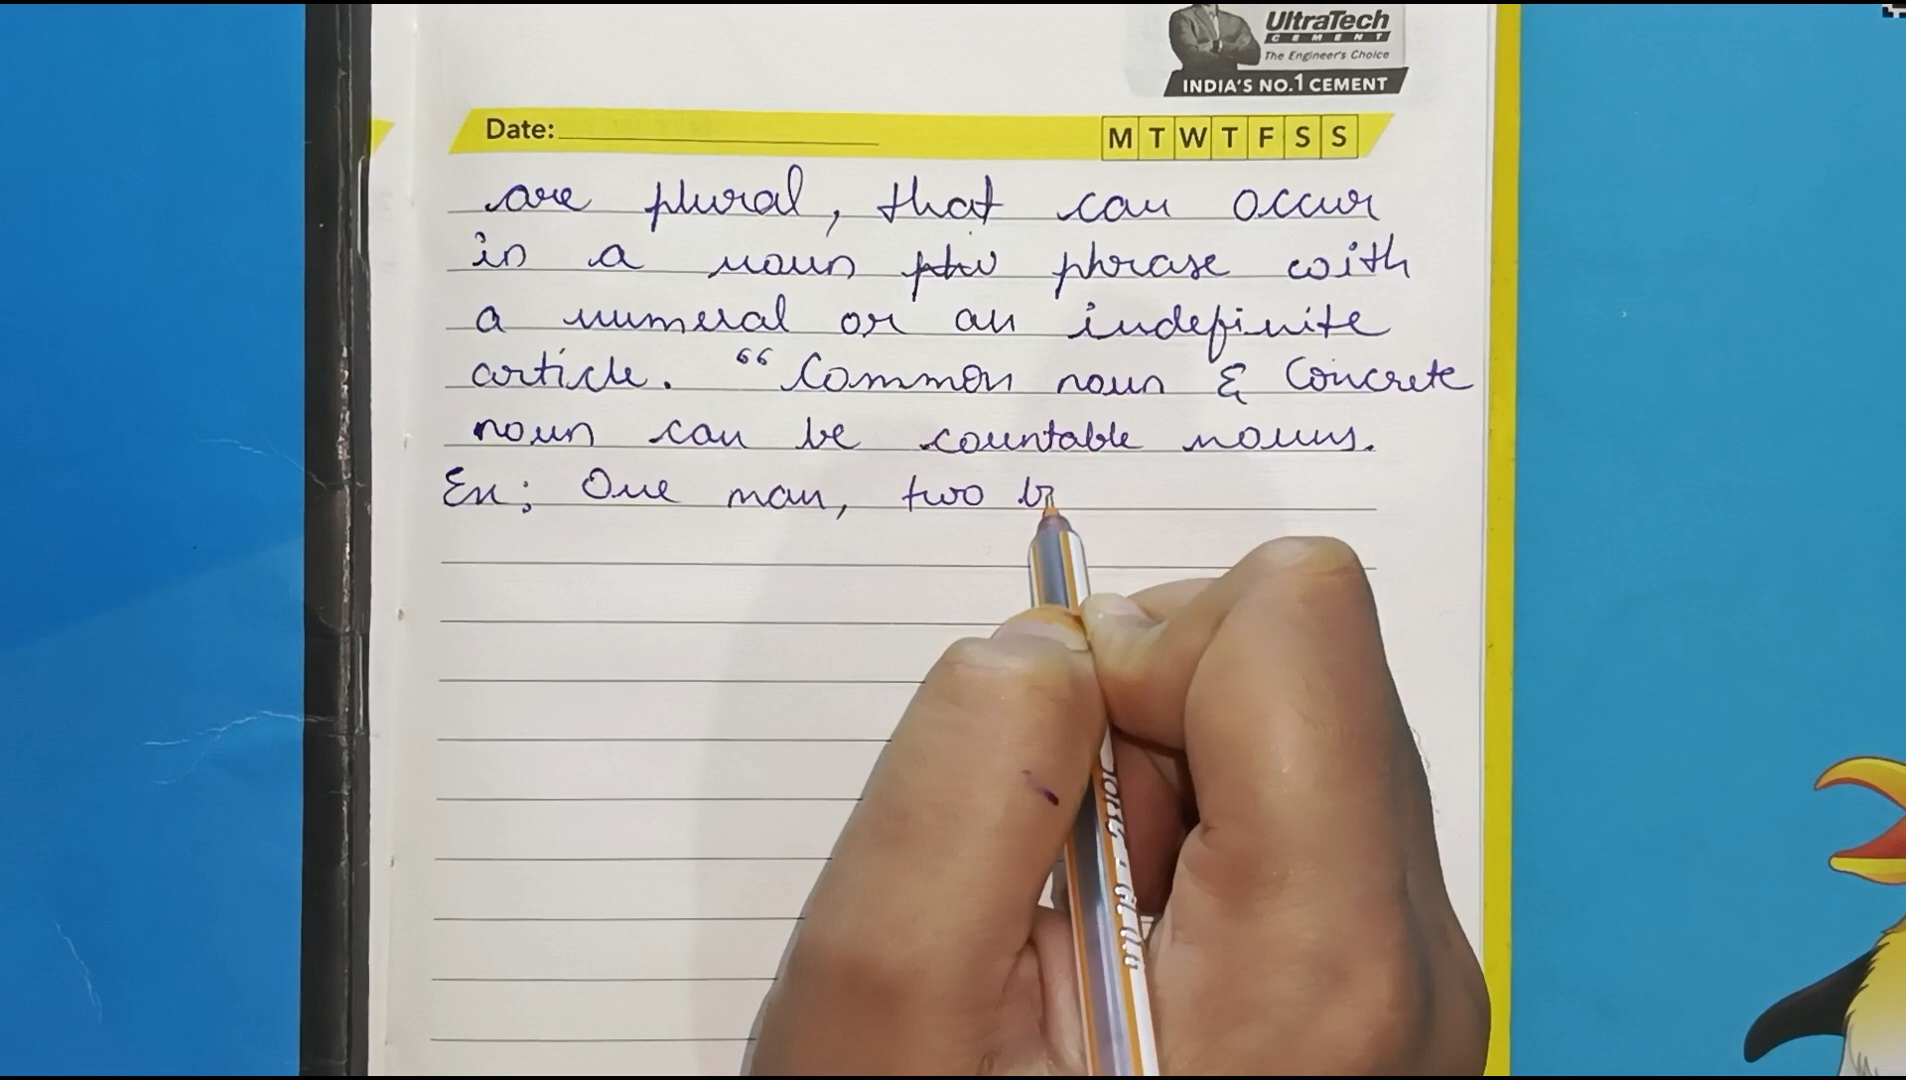 UltraTech
CEMENT
The Engineer's Choice
INDIA'S NO.1 CEMENT
Date:
M T W T F S S
are plural, that can occur
in a noun phrase with
a numeral or an indefinite
article. “Common noun & Concrete
noun can be countable nouns.
Ex; One man, two